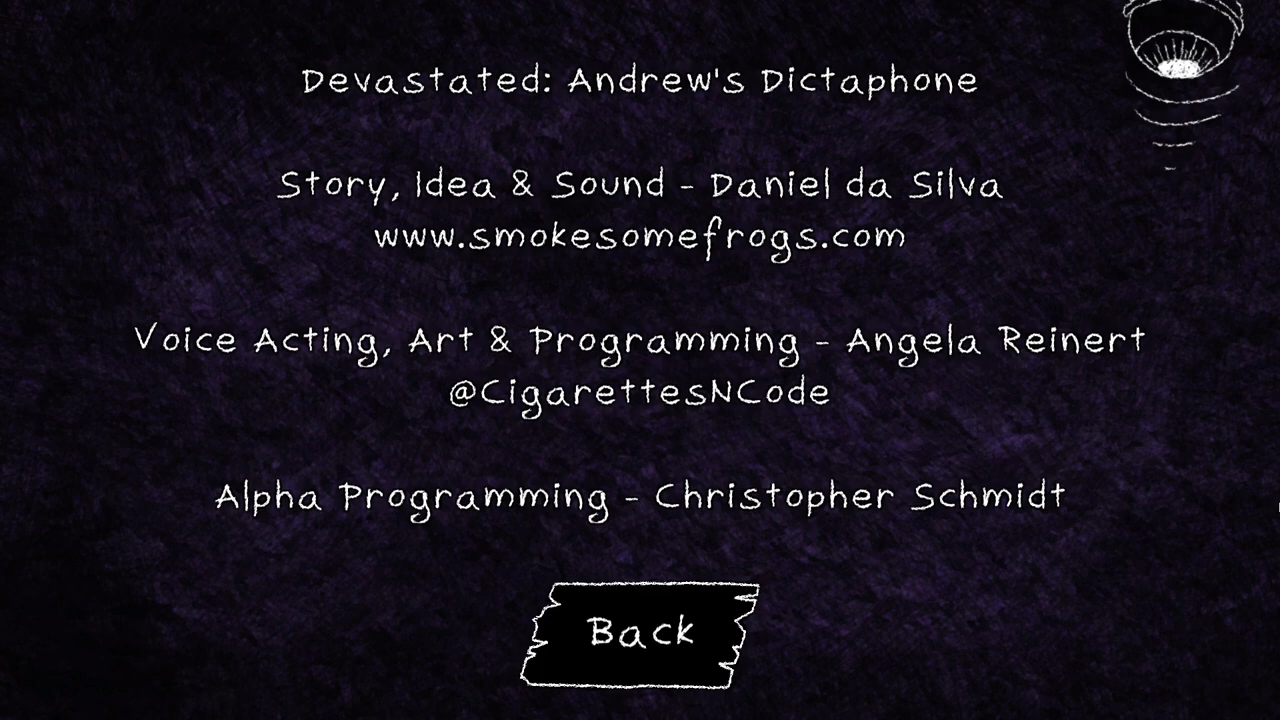 Devastated: Andrew's Dictaphone
Story, Idea & Sound - Daniel da Silva
www.smokesomefrogs.com
Voice Acting, Art & Programming - Angela Reinert
@CigarettesNCode
Alpha Programming - Christopher Schmidt
Back